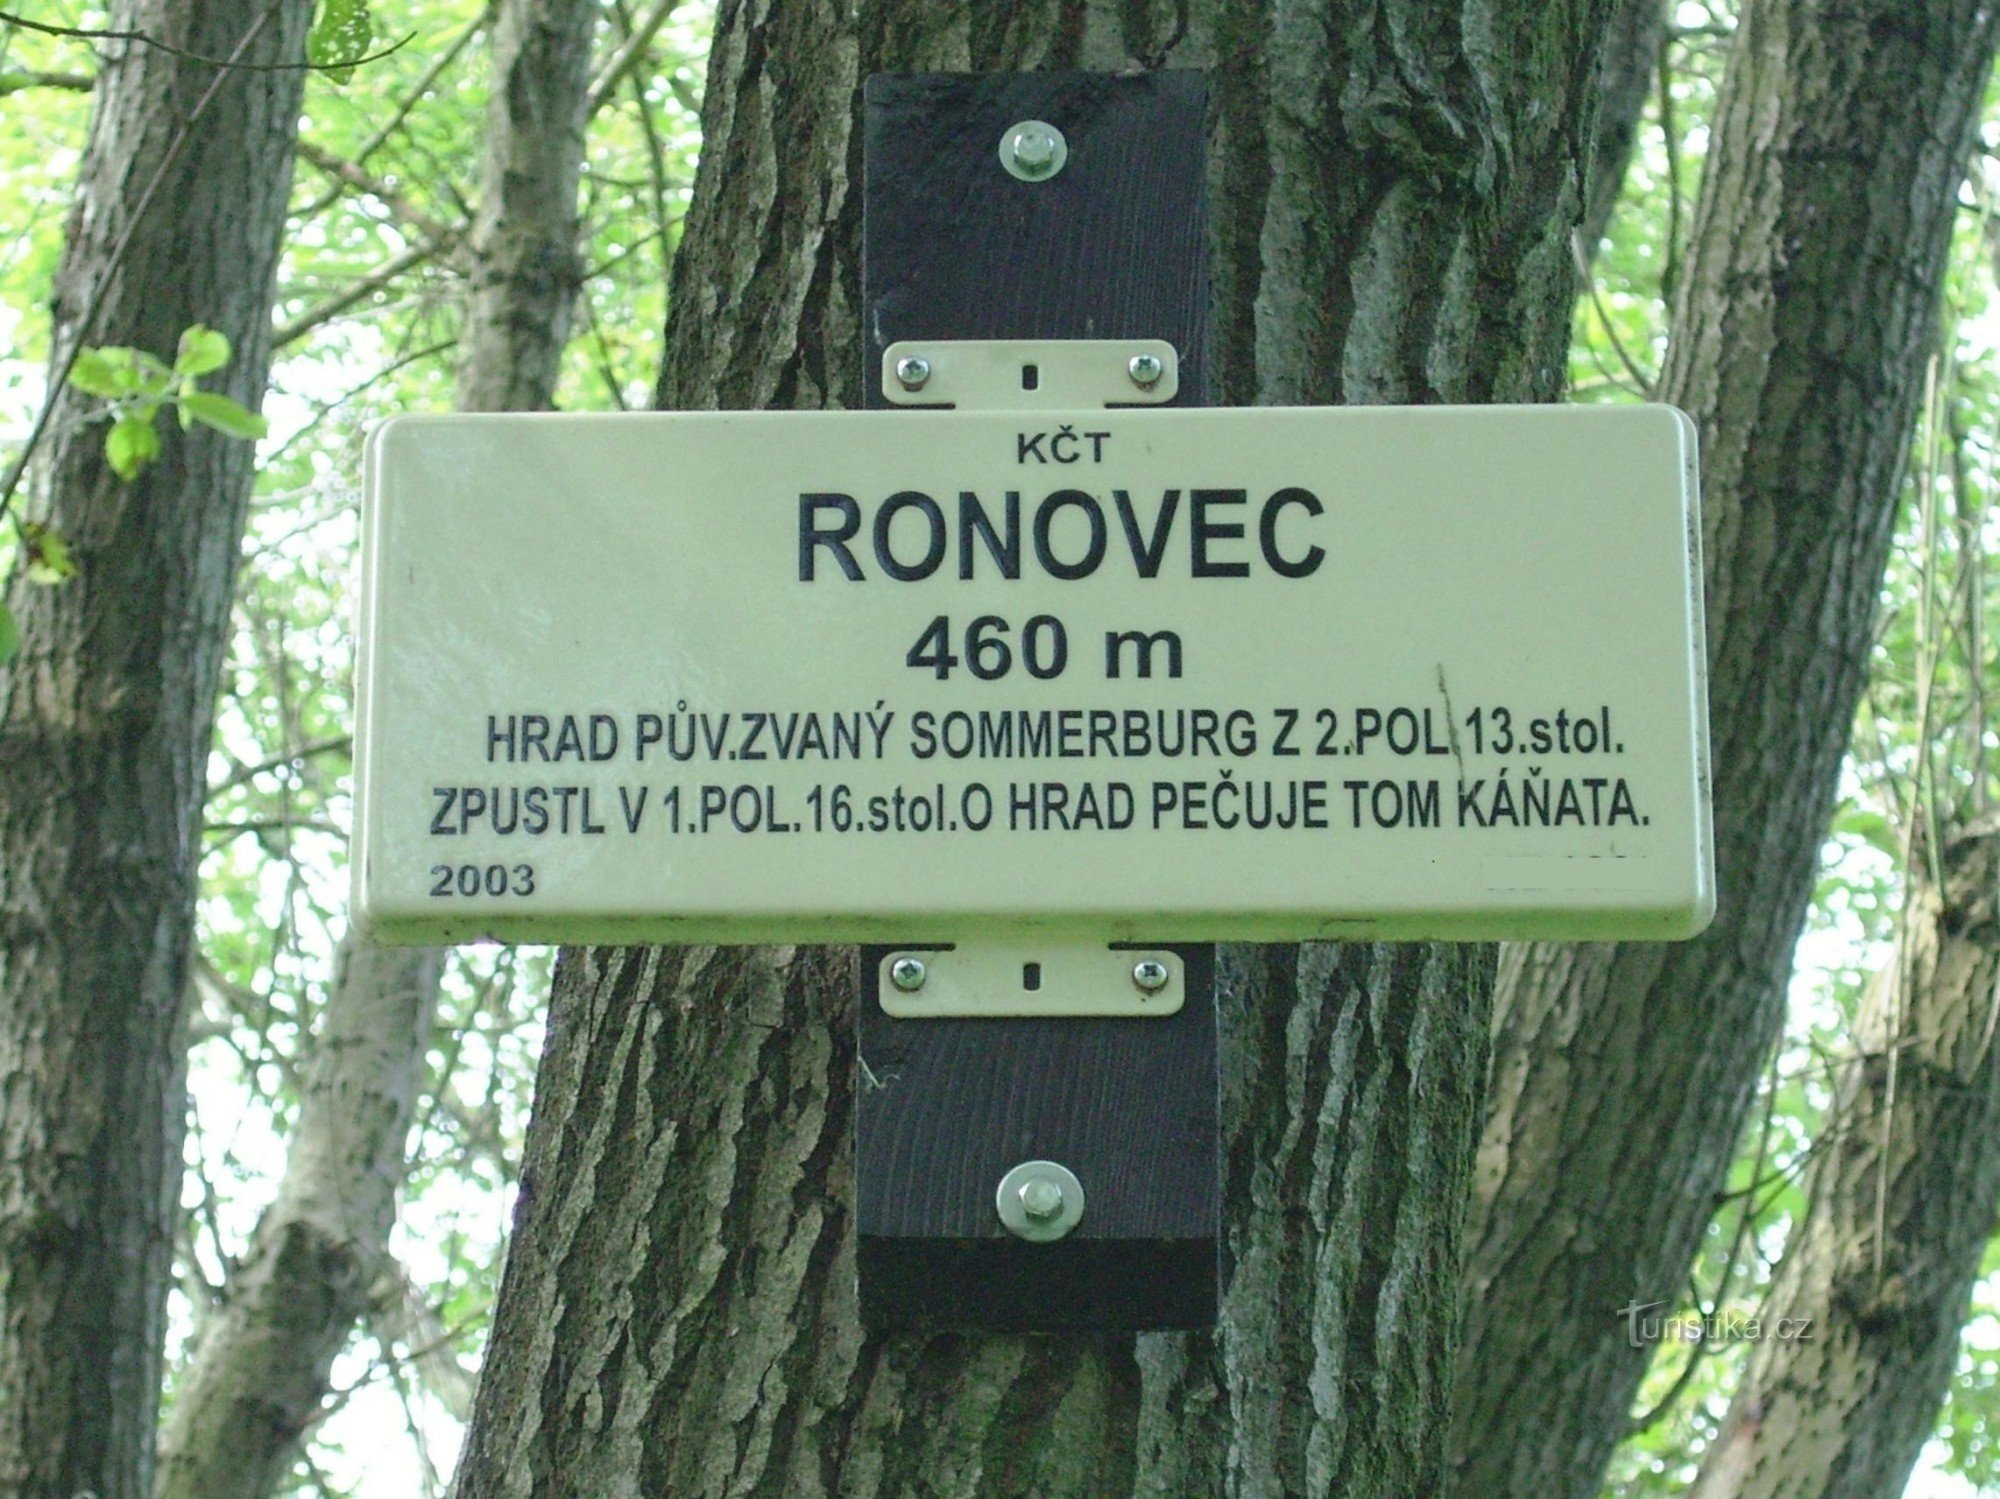 KČT
RONOVEC
460 m
HRAD PŮV.ZVANÝ SOMMERBURG Z 2.POL.13.stol.
ZPUSTL V 1.POL.16.stol.O HRAD PEČUJE TOM KÁŇATA.
2003
Turistika.cz